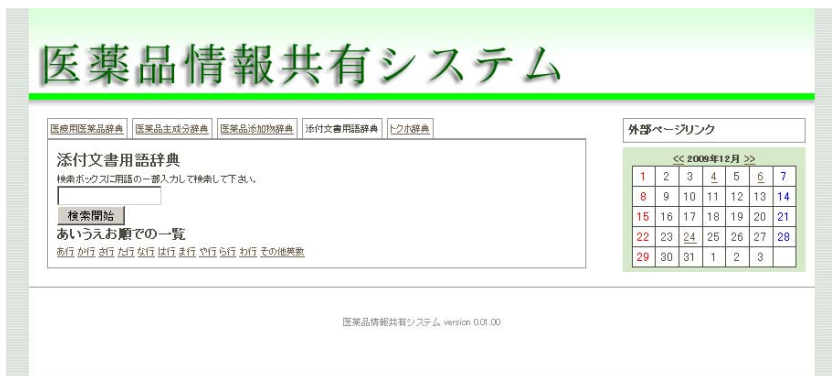 医薬品情報共有システム
医療用医薬品辞典 医薬品主成分辞典 医薬品添加物辞典 添付文書用語辞典 トクホ辞典
添付文書用語辞典
検索ボックスに用語の一部入力して検索して下さい。
検索開始
あいうえお順での一覧
あ行 か行 さ行 た行 な行 は行 ま行 や行 ら行 わ行 その他英数
外部ページリンク
<< 2009年12月 >>
1 2 3 4 5 6 7
8 9 10 11 12 13 14
15 16 17 18 19 20 21
22 23 24 25 26 27 28
29 30 31 1 2 3
医薬品情報共有システム version 0.01.00